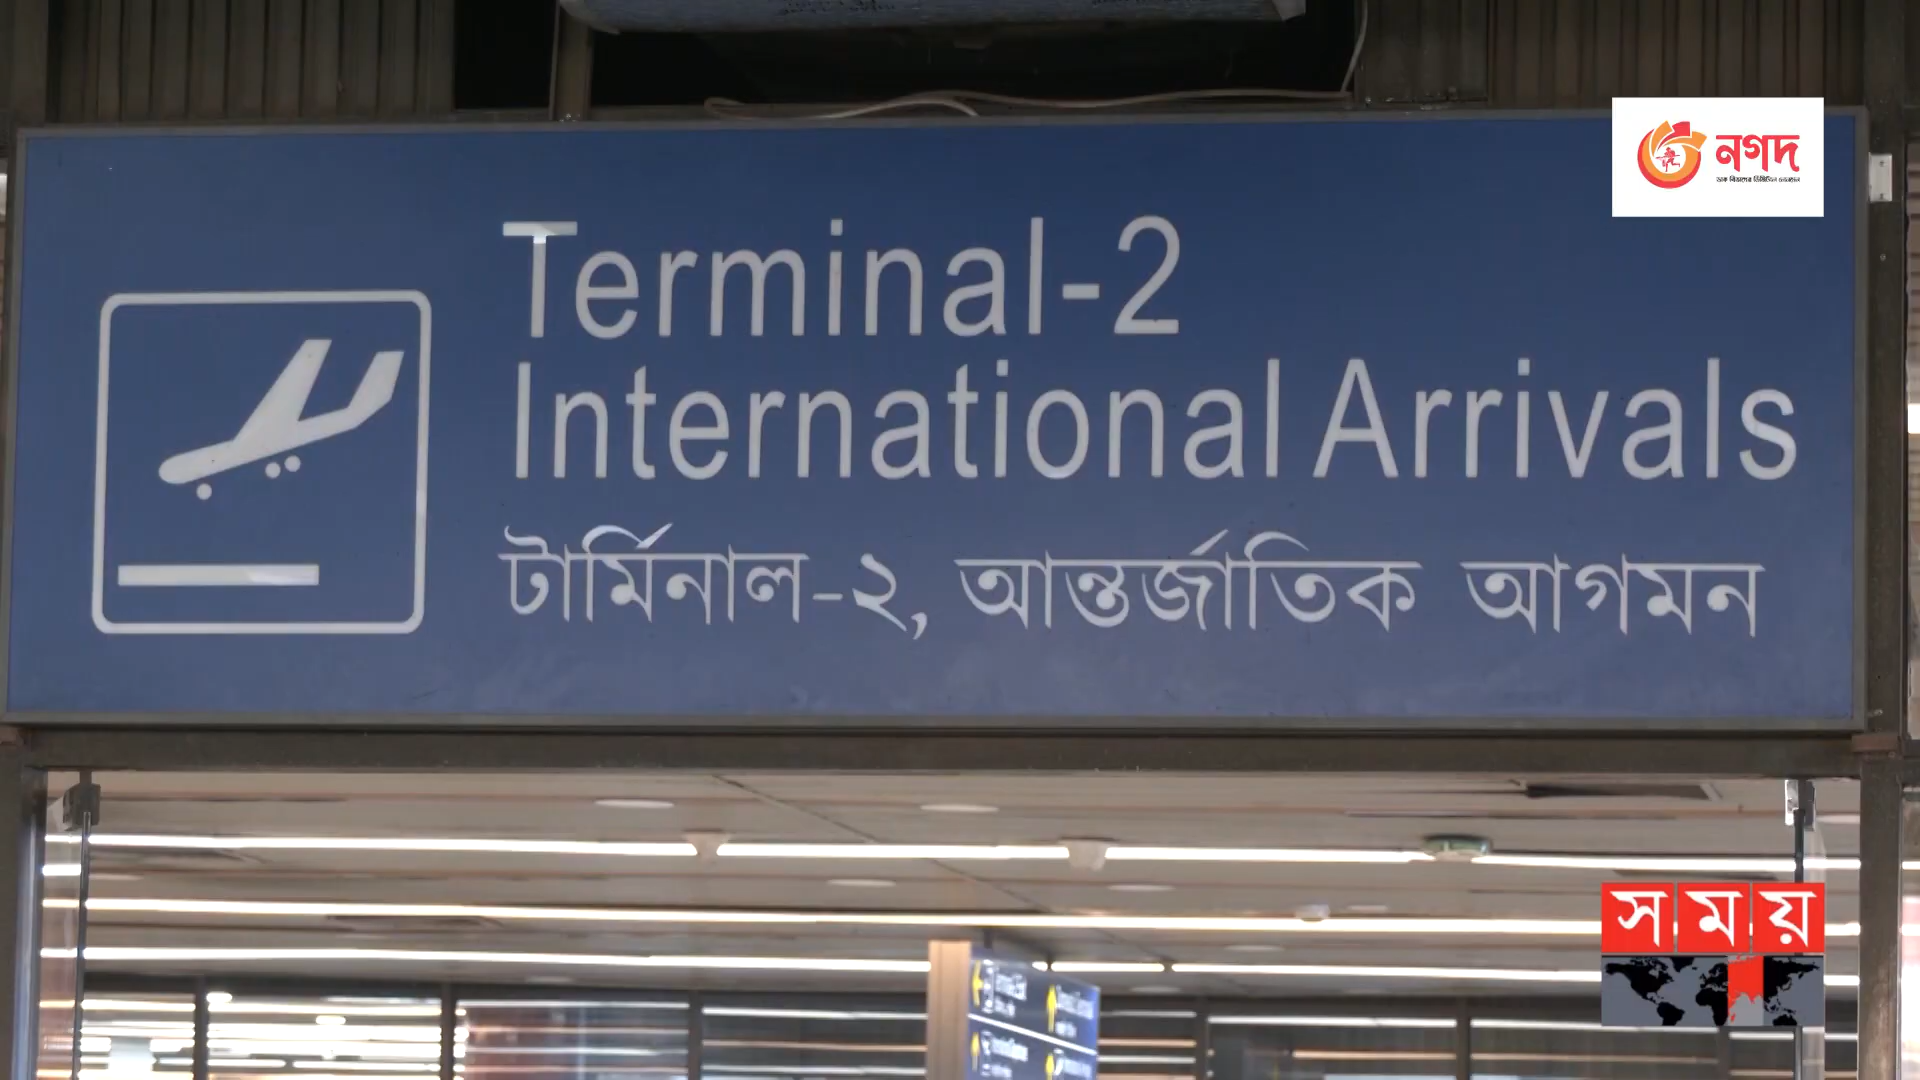 নগদ
Terminal-2
International Arrivals
টার্মিনাল-২, আন্তর্জাতিক আগমন
সময়